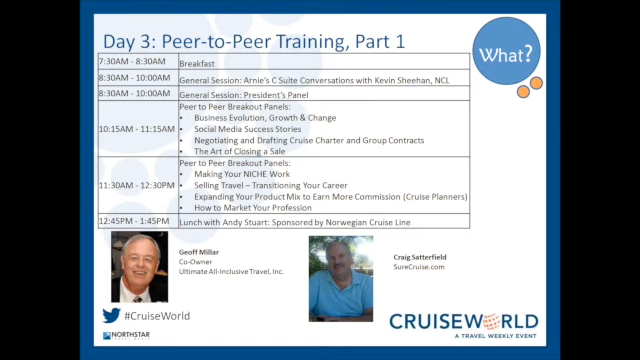 Day 3: Peer-to-Peer Training, Part 1
What?
7:30AM - 8:30AM Breakfast
8:30AM - 10:00AM General Session: Arnie's C Suite Conversations with Kevin Sheehan, NCL
8:30AM - 10:00AM General Session: President's Panel
10:15AM - 11:15AM Peer to Peer Breakout Panels:
• Business Evolution, Growth & Change
• Social Media Success Stories
• Negotiating and Drafting Cruise Charter and Group Contracts
• The Art of Closing a Sale
11:30AM - 12:30PM Peer to Peer Breakout Panels:
• Making Your NICHE Work
• Selling Travel – Transitioning Your Career
• Expanding Your Product Mix to Earn More Commission (Cruise Planners)
• How to Market Your Profession
12:45PM - 1:45PM Lunch with Andy Stuart: Sponsored by Norwegian Cruise Line
Geoff Millar
Co-Owner
Ultimate All-Inclusive Travel, Inc.
Craig Satterfield
SureCruise.com
#CruiseWorld
NORTHSTAR
CRUISEWORLD
A TRAVEL WEEKLY EVENT